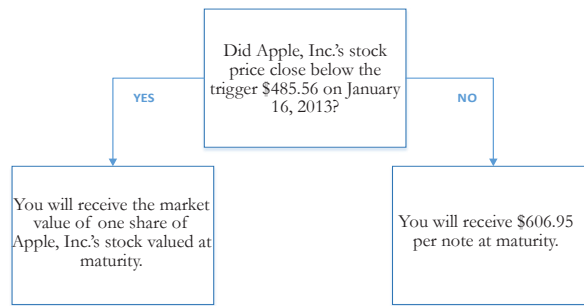 Did Apple, Inc.'s stock
price close below the
trigger $485.56 on January
16, 2013?
YES
NO
You will receive the market
value of one share of
Apple, Inc.'s stock valued at
maturity.
You will receive $606.95
per note at maturity.